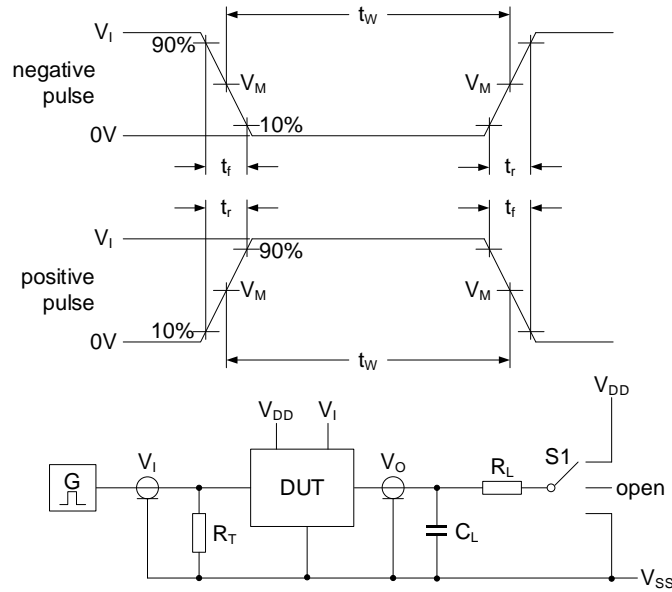 V_I
90%
t_W
negative
pulse
V_M
V_M
10%
0V
t_f
t_r
t_r
t_f
V_I
90%
positive
pulse
V_M
V_M
10%
0V
t_W
V_DD
V_DD
V_I
V_I
V_O
S1
R_L
G
DUT
open
R_T
C_L
V_SS